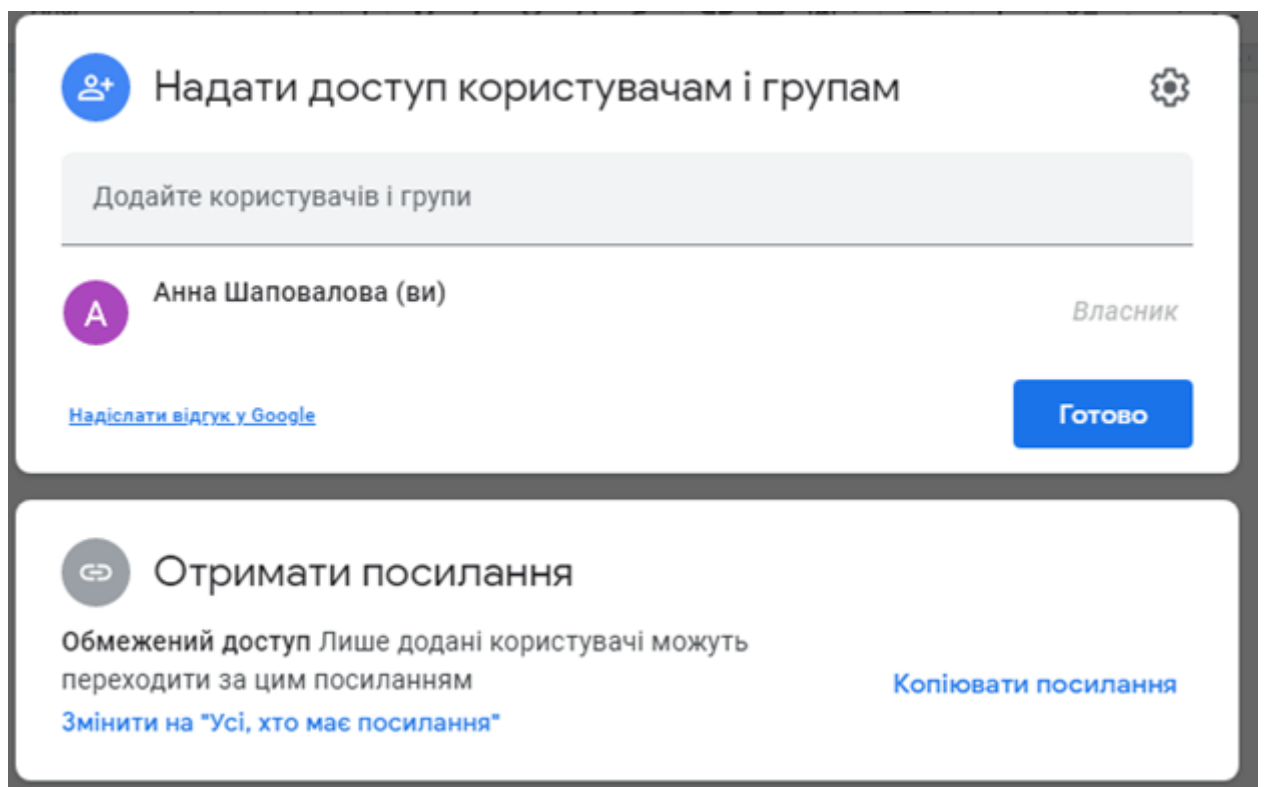 Надати доступ користувачам і групам
Додайте користувачів і групи
А
Анна Шаповалова (ви)
Власник
Надіслати відгук у Google
Готово
Отримати посилання
Обмежений доступ Лише додані користувачі можуть
переходити за цим посиланням
Копіювати посилання
Змінити на "Усі, хто має посилання"